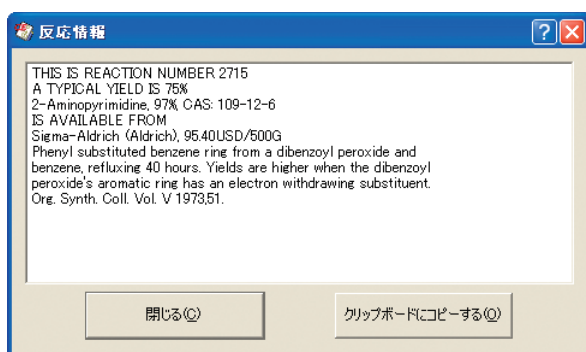 反応情報
THIS IS REACTION NUMBER 2715
A TYPICAL YIELD IS 75%
2-Aminopyrimidine, 97% CAS: 109-12-6
IS AVAILABLE FROM
Sigma-Aldrich (Aldrich), 95.40USD/500G
Phenyl substituted benzene ring from a dibenzoyl peroxide and
benzene, refluxing 40 hours. Yields are higher when the dibenzoyl
peroxide's aromatic ring has an electron withdrawing substituent.
Org. Synth. Coll. Vol. V 1973,51.
閉じる(C) クリップボードにコピーする(O)